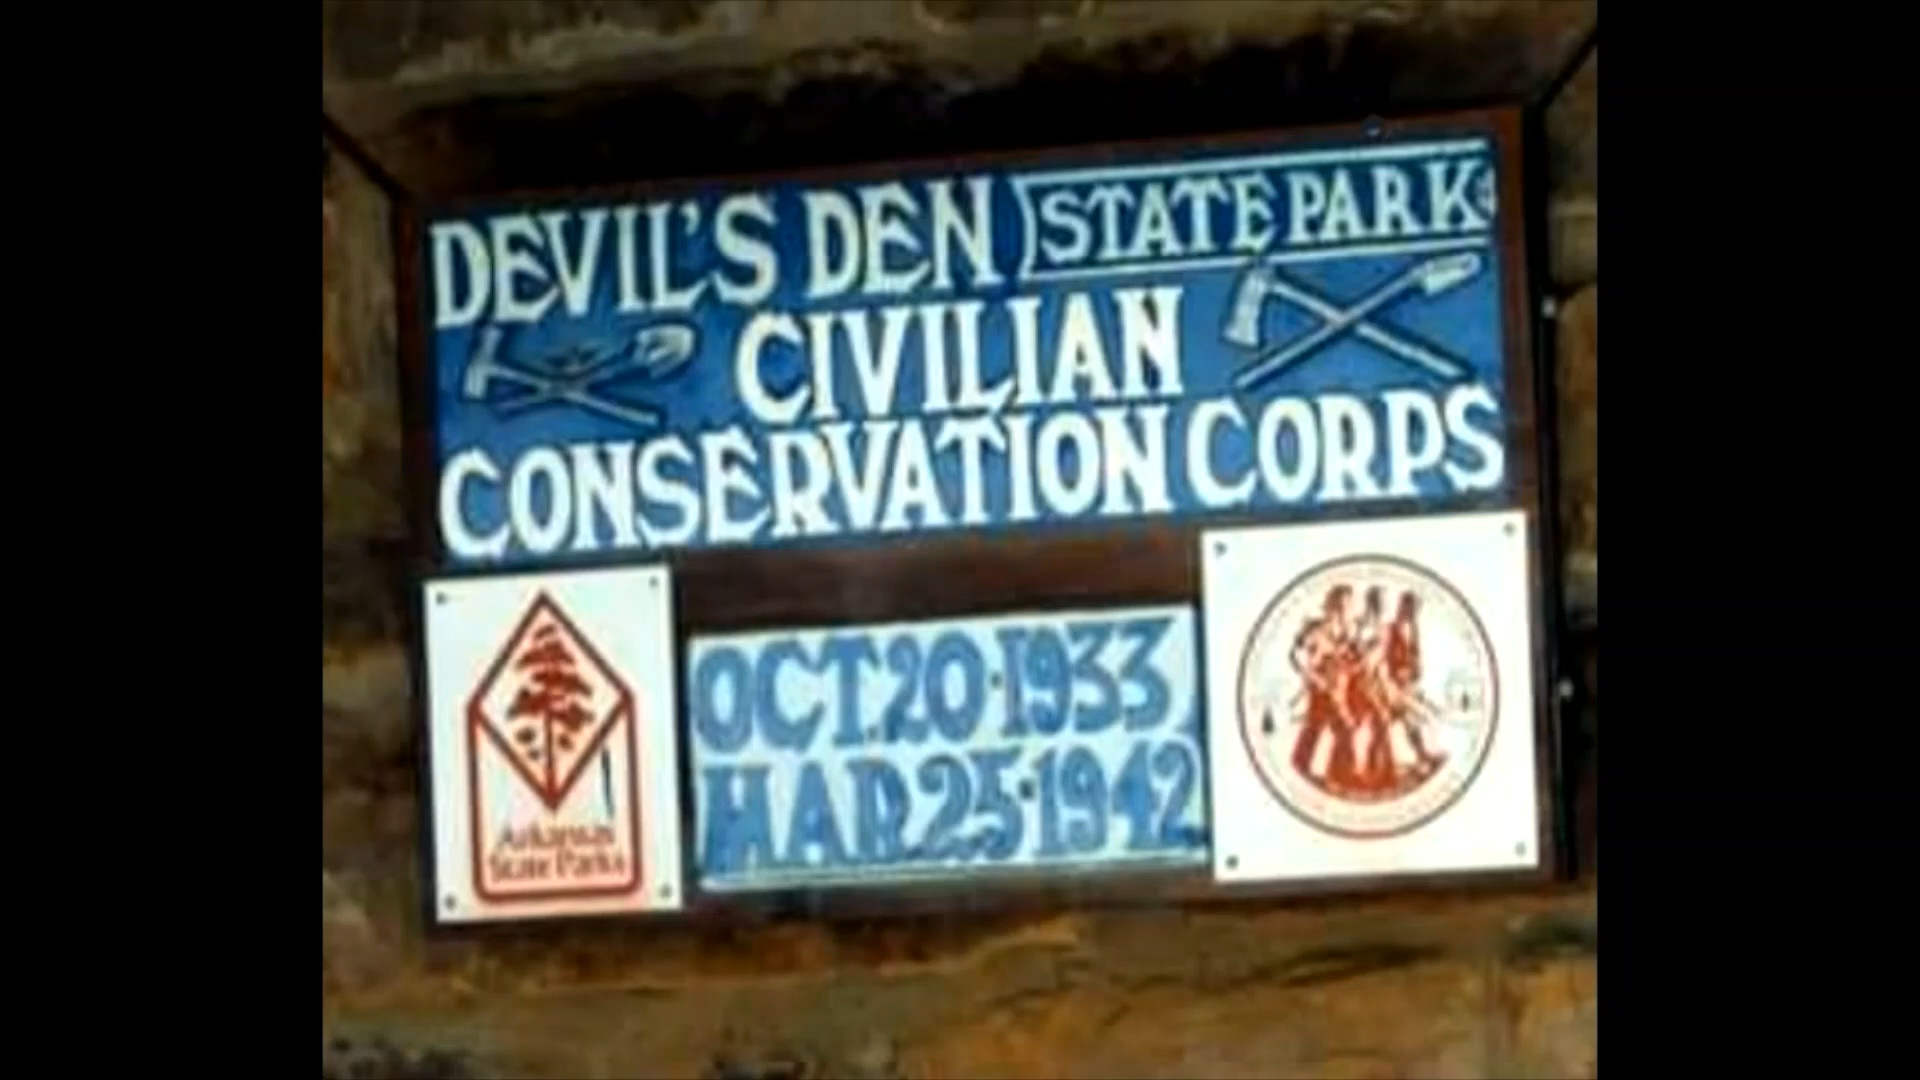 DEVIL'S DEN STATE PARK
CIVILIAN
CONSERVATION CORPS
OCT. 20·1933
MAR 25·1942
Arkansas
State Parks